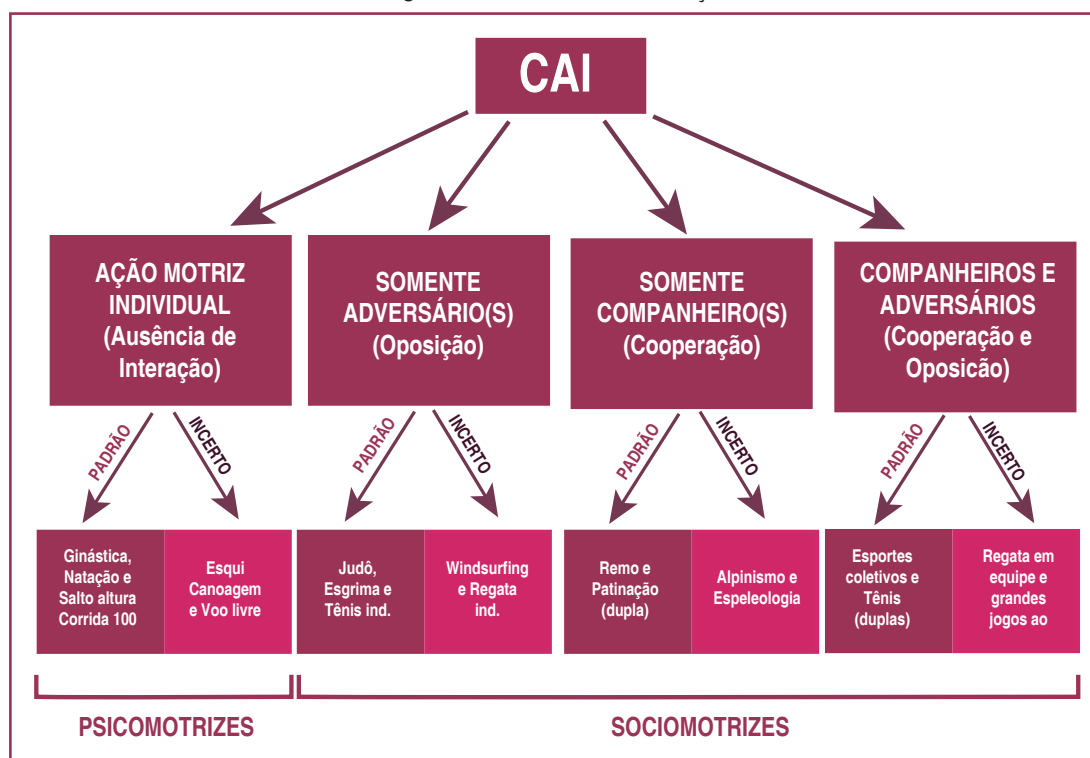 CAI
AÇÃO MOTRIZ
INDIVIDUAL
(Ausência de
Interação)
SOMENTE
ADVERSÁRIO(S)
(Oposição)
SOMENTE
COMPANHEIRO(S)
(Cooperação)
COMPANHEIROS E
ADVERSÁRIOS
(Cooperação e
Oposicão)
PADRÃO
INCERTO
PADRÃO
INCERTO
PADRÃO
INCERTO
PADRÃO
INCERTO
Ginástica,
Natação e
Salto altura
Corrida 100
Esqui
Canoagem
e Voo livre
Judô,
Esgrima e
Tênis ind.
Windsurfing
e Regata
ind.
Remo e
Patinação
(dupla)
Alpinismo e
Espeleologia
Esportes
coletivos e
Tênis
(duplas)
Regata em
equipe e
grandes
jogos ao
PSICOMOTRIZES
SOCIOMOTRIZES